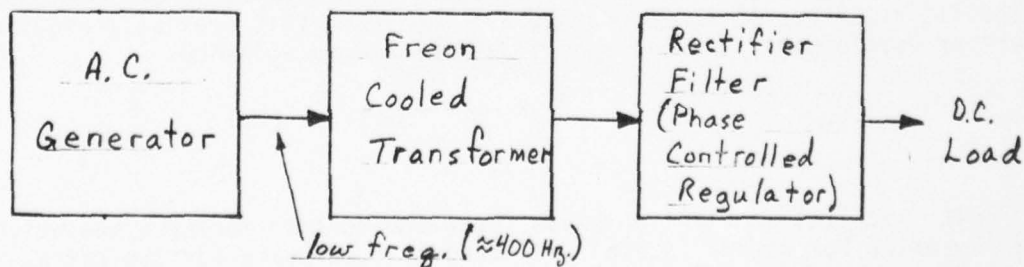 A.C.
Generator
Freon
Cooled
Transformer
Rectifier
Filter
(Phase
Controlled
Regulator)
D.C.
Load
low freq. (≈400 Hz.)